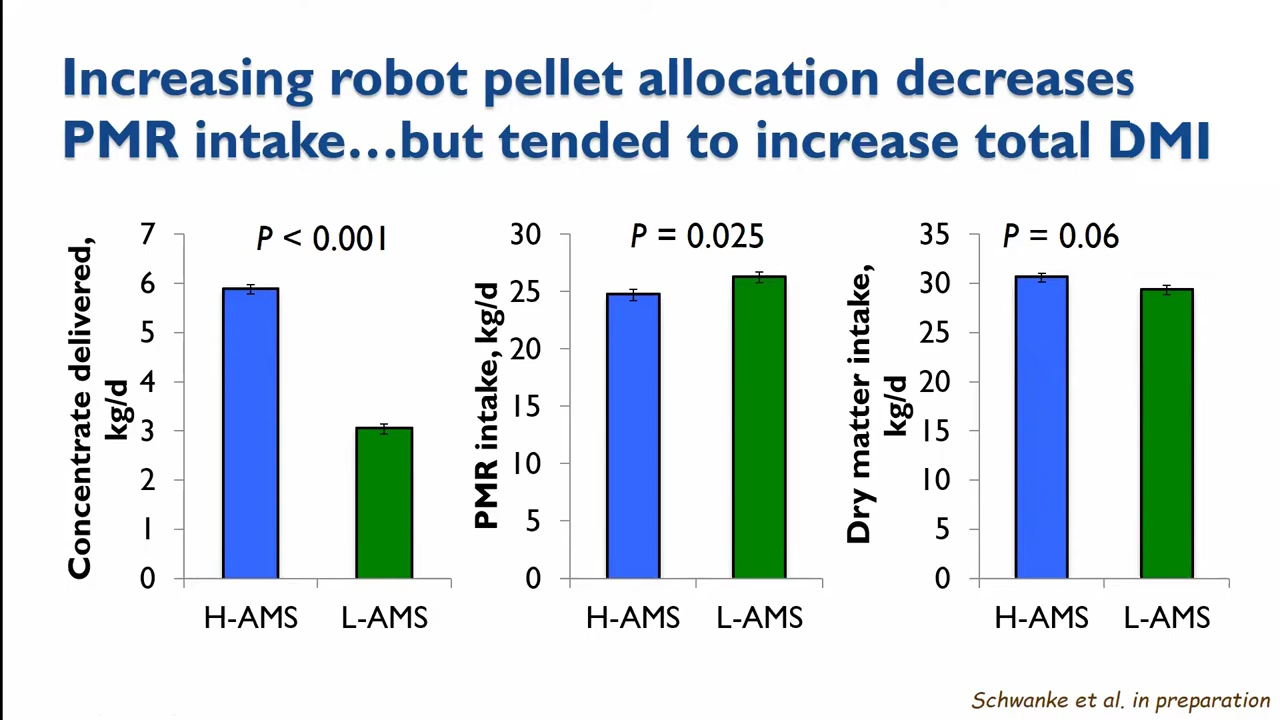 Increasing robot pellet allocation decreases
PMR intake…but tended to increase total DMI
Concentrate delivered,
kg/d
7
6
5
4
3
2
1
0
P < 0.001
H-AMS
L-AMS
PMR intake, kg/d
30
25
20
15
10
5
0
P = 0.025
H-AMS
L-AMS
Dry matter intake,
kg/d
35
30
25
20
15
10
5
0
P = 0.06
H-AMS
L-AMS
Schwanke et al. in preparation